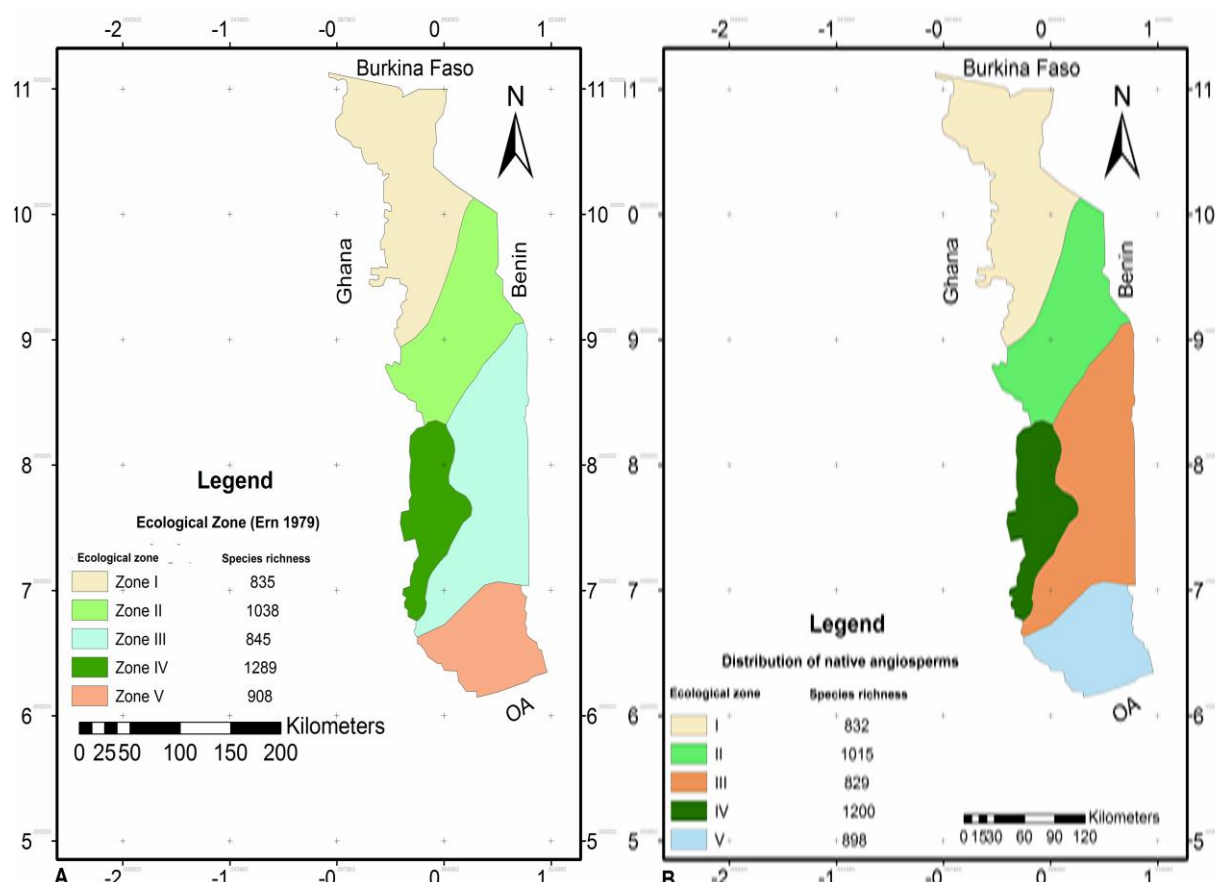 -2 -1 -0 0 1
-2 -1 -0 0 1
Burkina Faso
N
11
10
9
8
7
6
5
Ghana
Benin
Legend
Ecological Zone (Ern 1979)
Ecological zone Species richness
Zone I 835
Zone II 1038
Zone III 845
Zone IV 1289
Zone V 908
Kilometers
0 25 50 100 150 200
OA
11
10
9
8
7
6
5
A -2 -1 -0 0 1
Burkina Faso
N
11
0
9
8
7
6
5
Ghana
Benin
Legend
Distribution of native angiosperms
Ecological zone Species richness
I 832
II 1015
III 829
IV 1200
V 898
Kilometers
0 15 30 60 90 120
OA
11
10
9
8
7
6
5
B -2 -1 -0 0 1